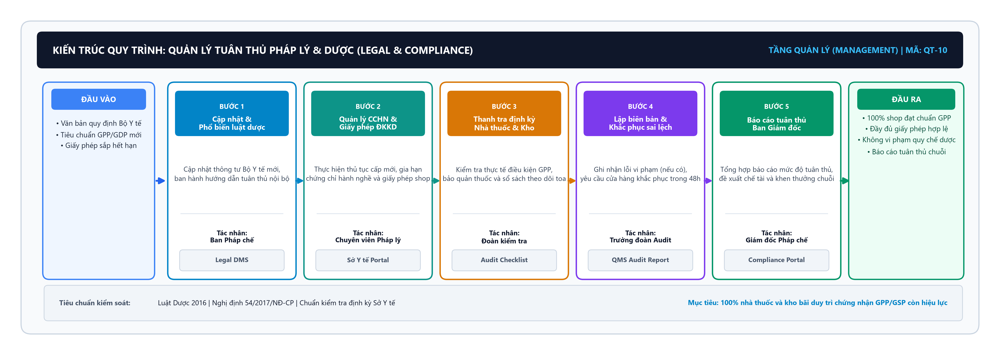 KIẾN TRÚC QUY TRÌNH: QUẢN LÝ TUÂN THỦ PHÁP LÝ & DƯỢC (LEGAL & COMPLIANCE)
TẦNG QUẢN LÝ (MANAGEMENT) | MÃ: QT-10
ĐẦU VÀO
• Văn bản quy định Bộ Y tế
• Tiêu chuẩn GPP/GDP mới
• Giấy phép sắp hết hạn
BƯỚC 1
Cập nhật &
Phổ biến luật dược
Cập nhật thông tư Bộ Y tế mới,
ban hành hướng dẫn tuân thủ nội bộ
Tác nhân:
Ban Pháp chế
Legal DMS
BƯỚC 2
Quản lý CCHN &
Giấy phép ĐKKD
Thực hiện thủ tục cấp mới, gia hạn
chứng chỉ hành nghề và giấy phép shop
Tác nhân:
Chuyên viên Pháp lý
Sở Y tế Portal
BƯỚC 3
Thanh tra định kỳ
Nhà thuốc & Kho
Kiểm tra thực tế điều kiện GPP,
bảo quản thuốc và sổ sách theo dõi toa
Tác nhân:
Đoàn kiểm tra
Audit Checklist
BƯỚC 4
Lập biên bản &
Khắc phục sai lệch
Ghi nhận lỗi vi phạm (nếu có),
yêu cầu cửa hàng khắc phục trong 48h
Tác nhân:
Trưởng đoàn Audit
QMS Audit Report
BƯỚC 5
Báo cáo tuân thủ
Ban Giám đốc
Tổng hợp báo cáo mức độ tuân thủ,
đề xuất chế tài và khen thưởng chuỗi
Tác nhân:
Giám đốc Pháp chế
Compliance Portal
ĐẦU RA
• 100% shop đạt chuẩn GPP
• Đầy đủ giấy phép hợp lệ
• Không vi phạm quy chế dược
• Báo cáo tuân thủ chuỗi
Tiêu chuẩn kiểm soát:
Luật Dược 2016 | Nghị định 54/2017/NĐ-CP | Chuẩn kiểm tra định kỳ Sở Y tế
Mục tiêu: 100% nhà thuốc và kho bãi duy trì chứng nhận GPP/GSP còn hiệu lực